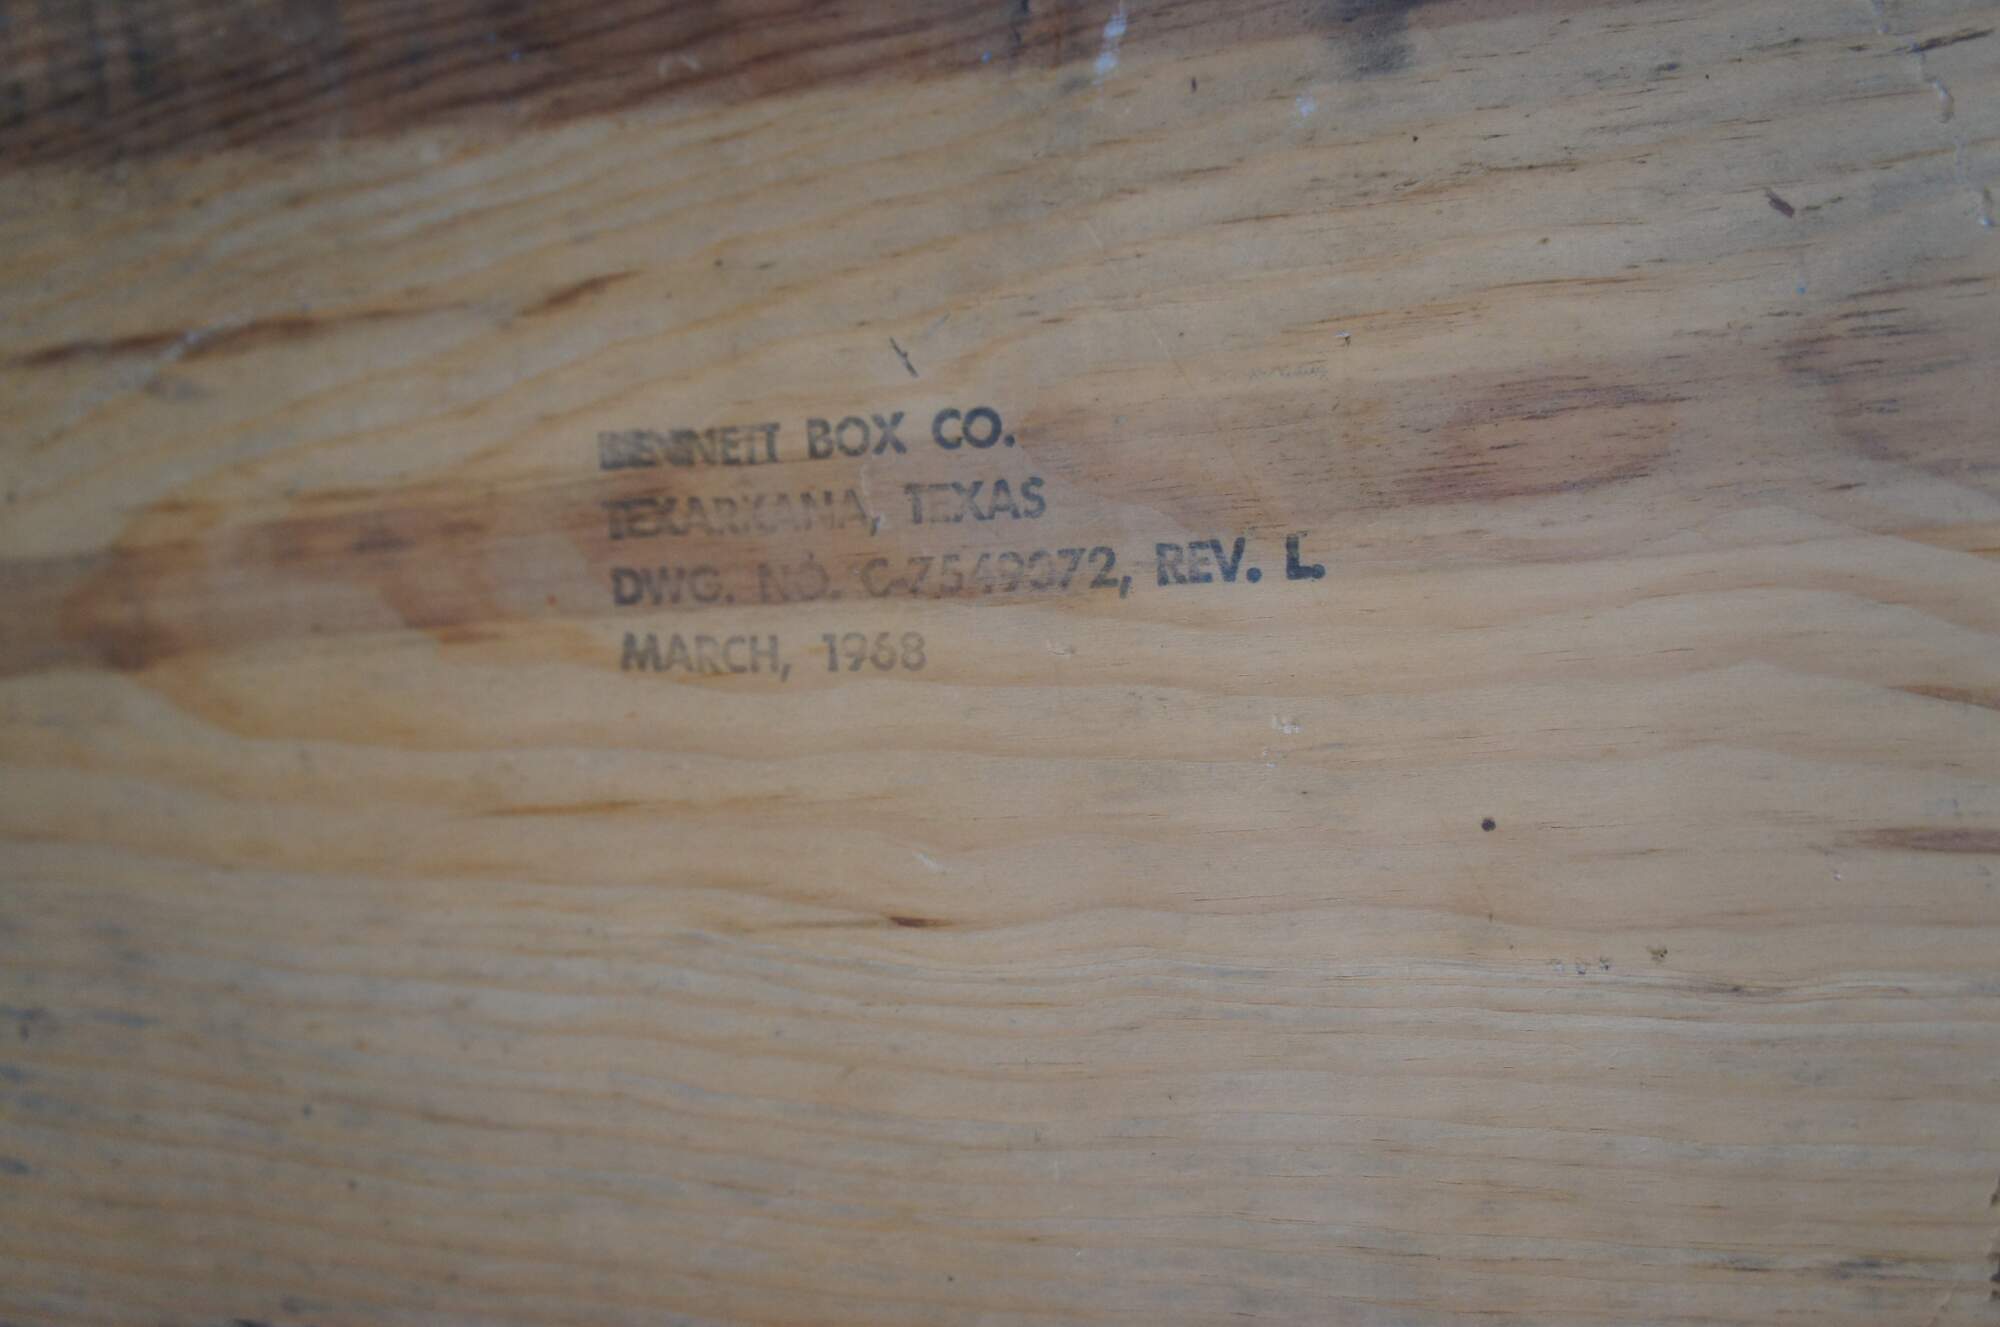 BENNETT BOX CO.
TEXARKANA, TEXAS
DWG. NO. C-7549072, REV. L.
MARCH, 1968